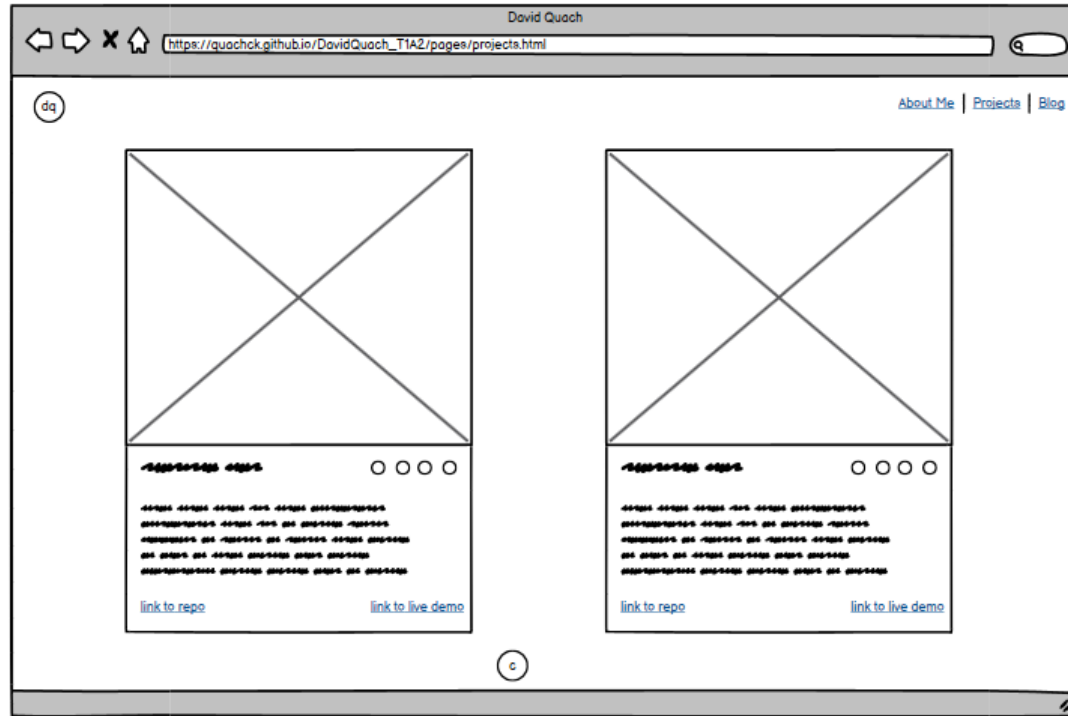 David Quach
https://quachck.github.io/DavidQuach_T1A2/pages/projects.html
dq
About Me | Projects | Blog
link to repo link to live demo
link to repo link to live demo
c